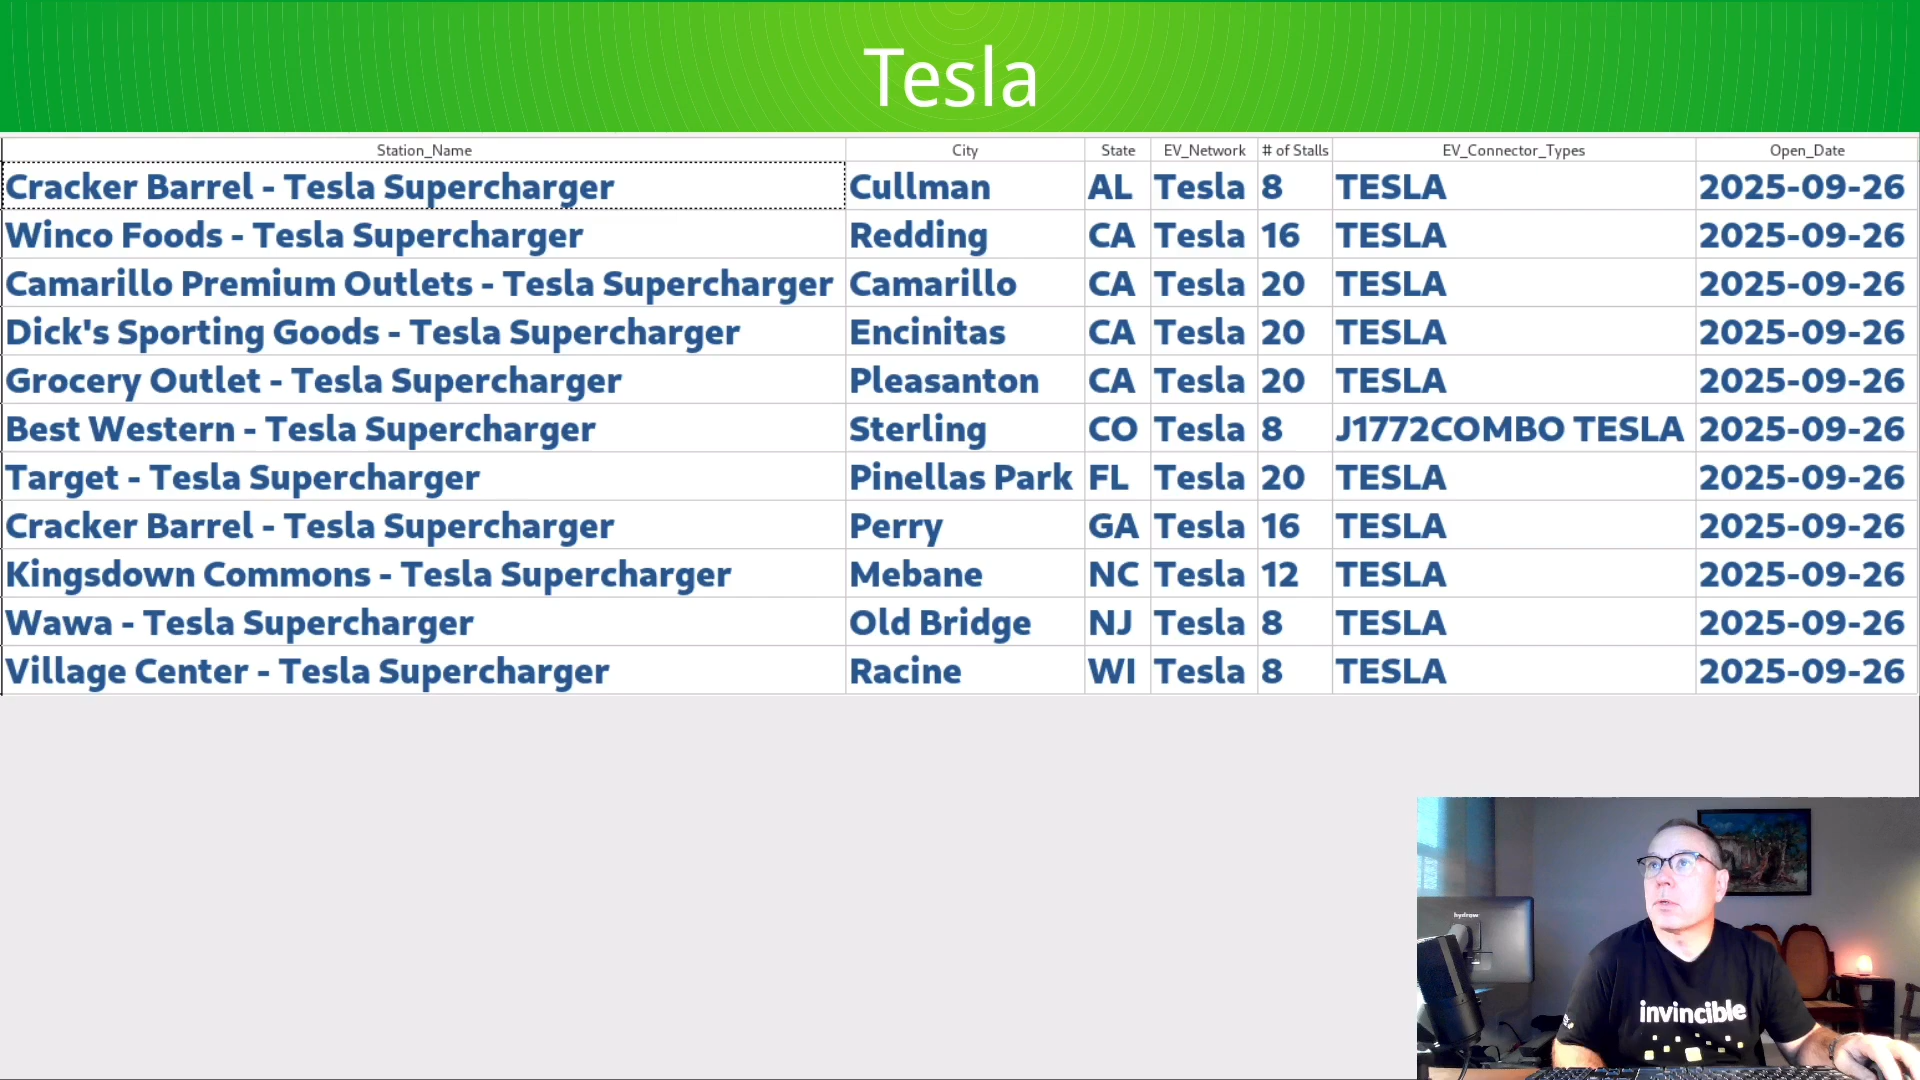 Tesla
Station_Name City State EV_Network # of Stalls EV_Connector_Types Open_Date
Cracker Barrel - Tesla Supercharger Cullman AL Tesla 8 TESLA 2025-09-26
Winco Foods - Tesla Supercharger Redding CA Tesla 16 TESLA 2025-09-26
Camarillo Premium Outlets - Tesla Supercharger Camarillo CA Tesla 20 TESLA 2025-09-26
Dick's Sporting Goods - Tesla Supercharger Encinitas CA Tesla 20 TESLA 2025-09-26
Grocery Outlet - Tesla Supercharger Pleasanton CA Tesla 20 TESLA 2025-09-26
Best Western - Tesla Supercharger Sterling CO Tesla 8 J1772COMBO TESLA 2025-09-26
Target - Tesla Supercharger Pinellas Park FL Tesla 20 TESLA 2025-09-26
Cracker Barrel - Tesla Supercharger Perry GA Tesla 16 TESLA 2025-09-26
Kingsdown Commons - Tesla Supercharger Mebane NC Tesla 12 TESLA 2025-09-26
Wawa - Tesla Supercharger Old Bridge NJ Tesla 8 TESLA 2025-09-26
Village Center - Tesla Supercharger Racine WI Tesla 8 TESLA 2025-09-26
hydrow
invincible